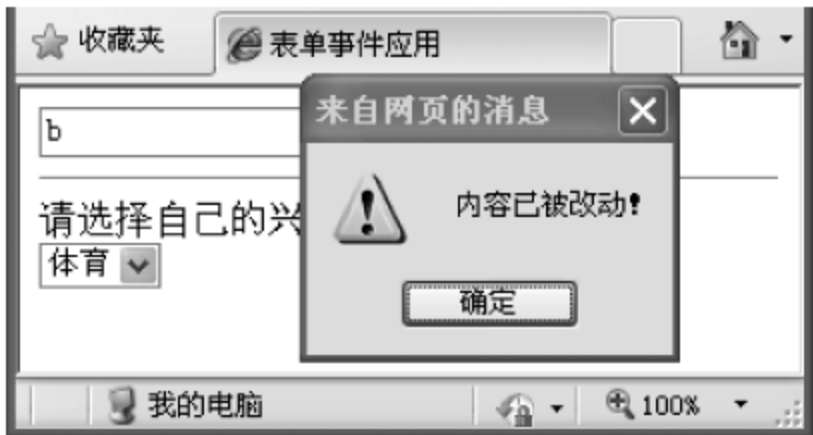 收藏夹
表单事件应用
来自网页的消息
b
内容已被改动!
请选择自己的兴
体育
确定
我的电脑
100%